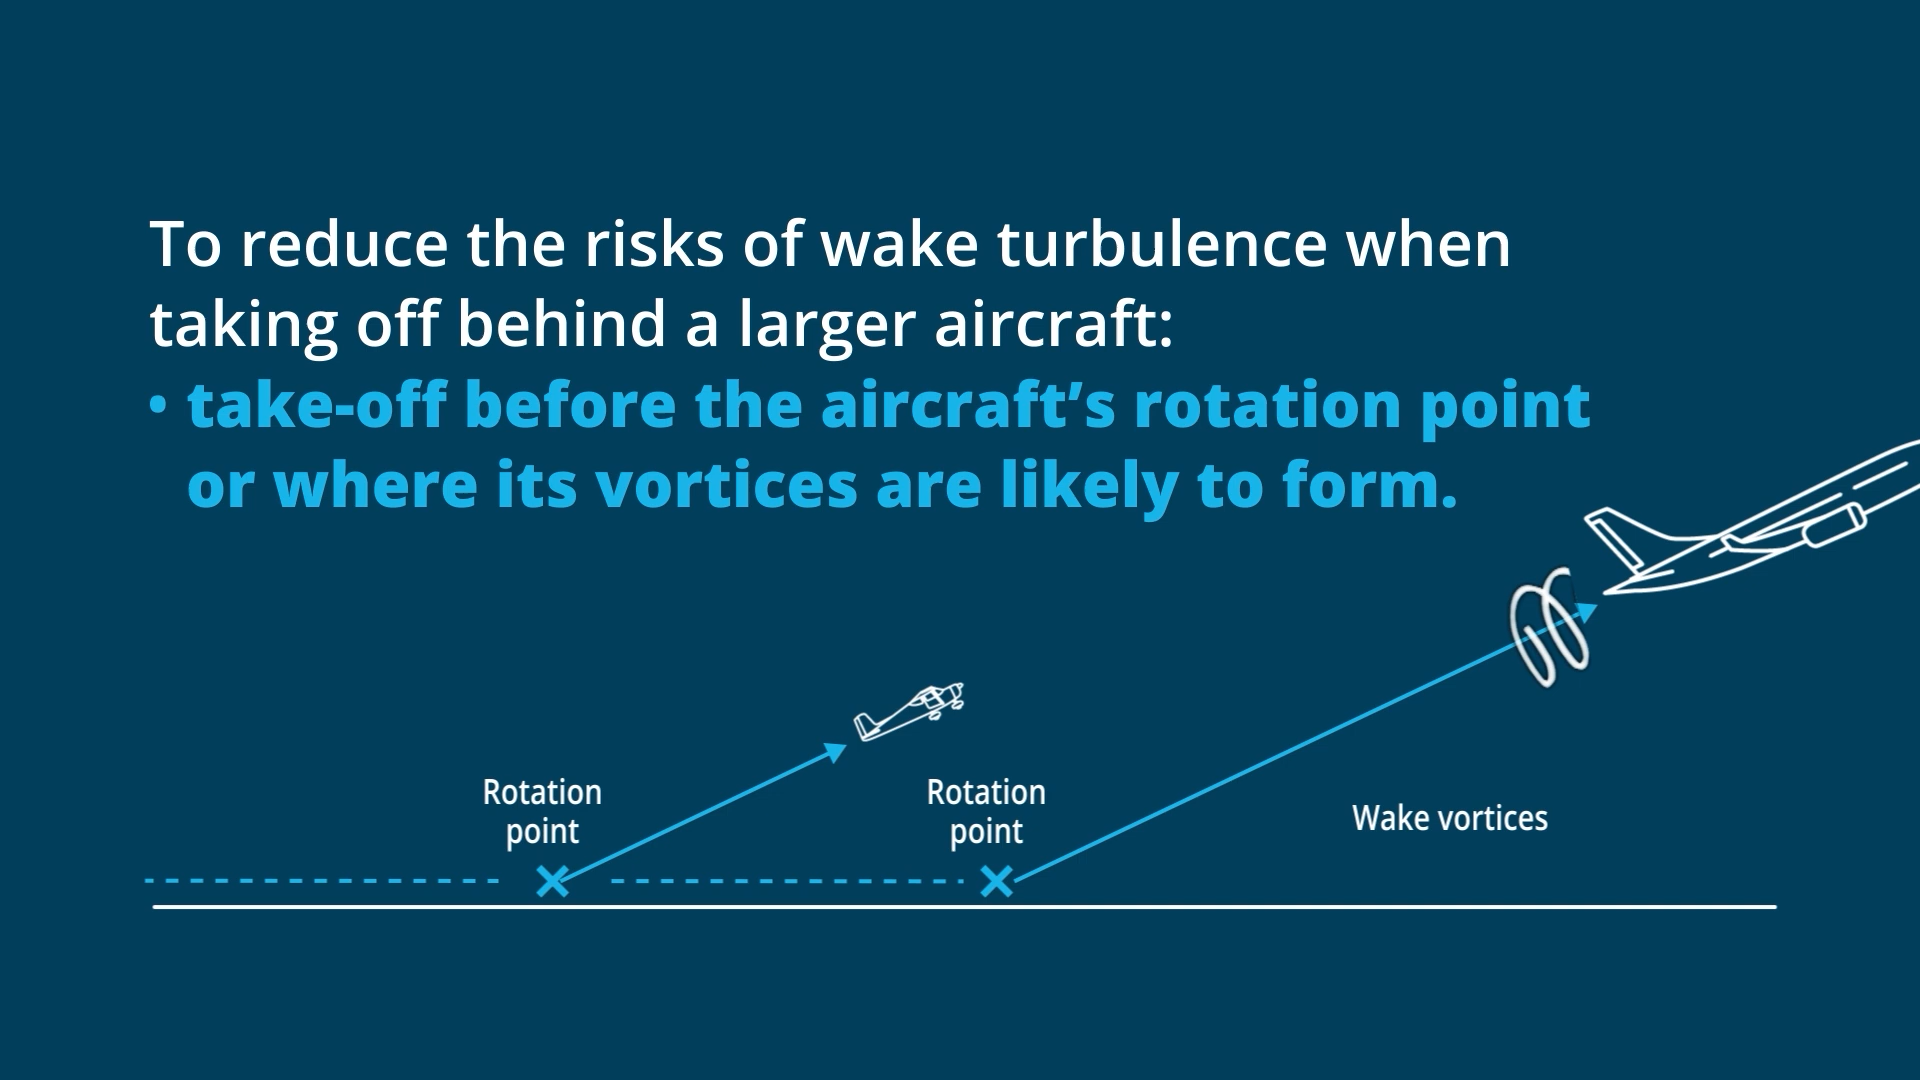 To reduce the risks of wake turbulence when
taking off behind a larger aircraft:
• take-off before the aircraft’s rotation point
or where its vortices are likely to form.
Rotation
point
Rotation
point
Wake vortices